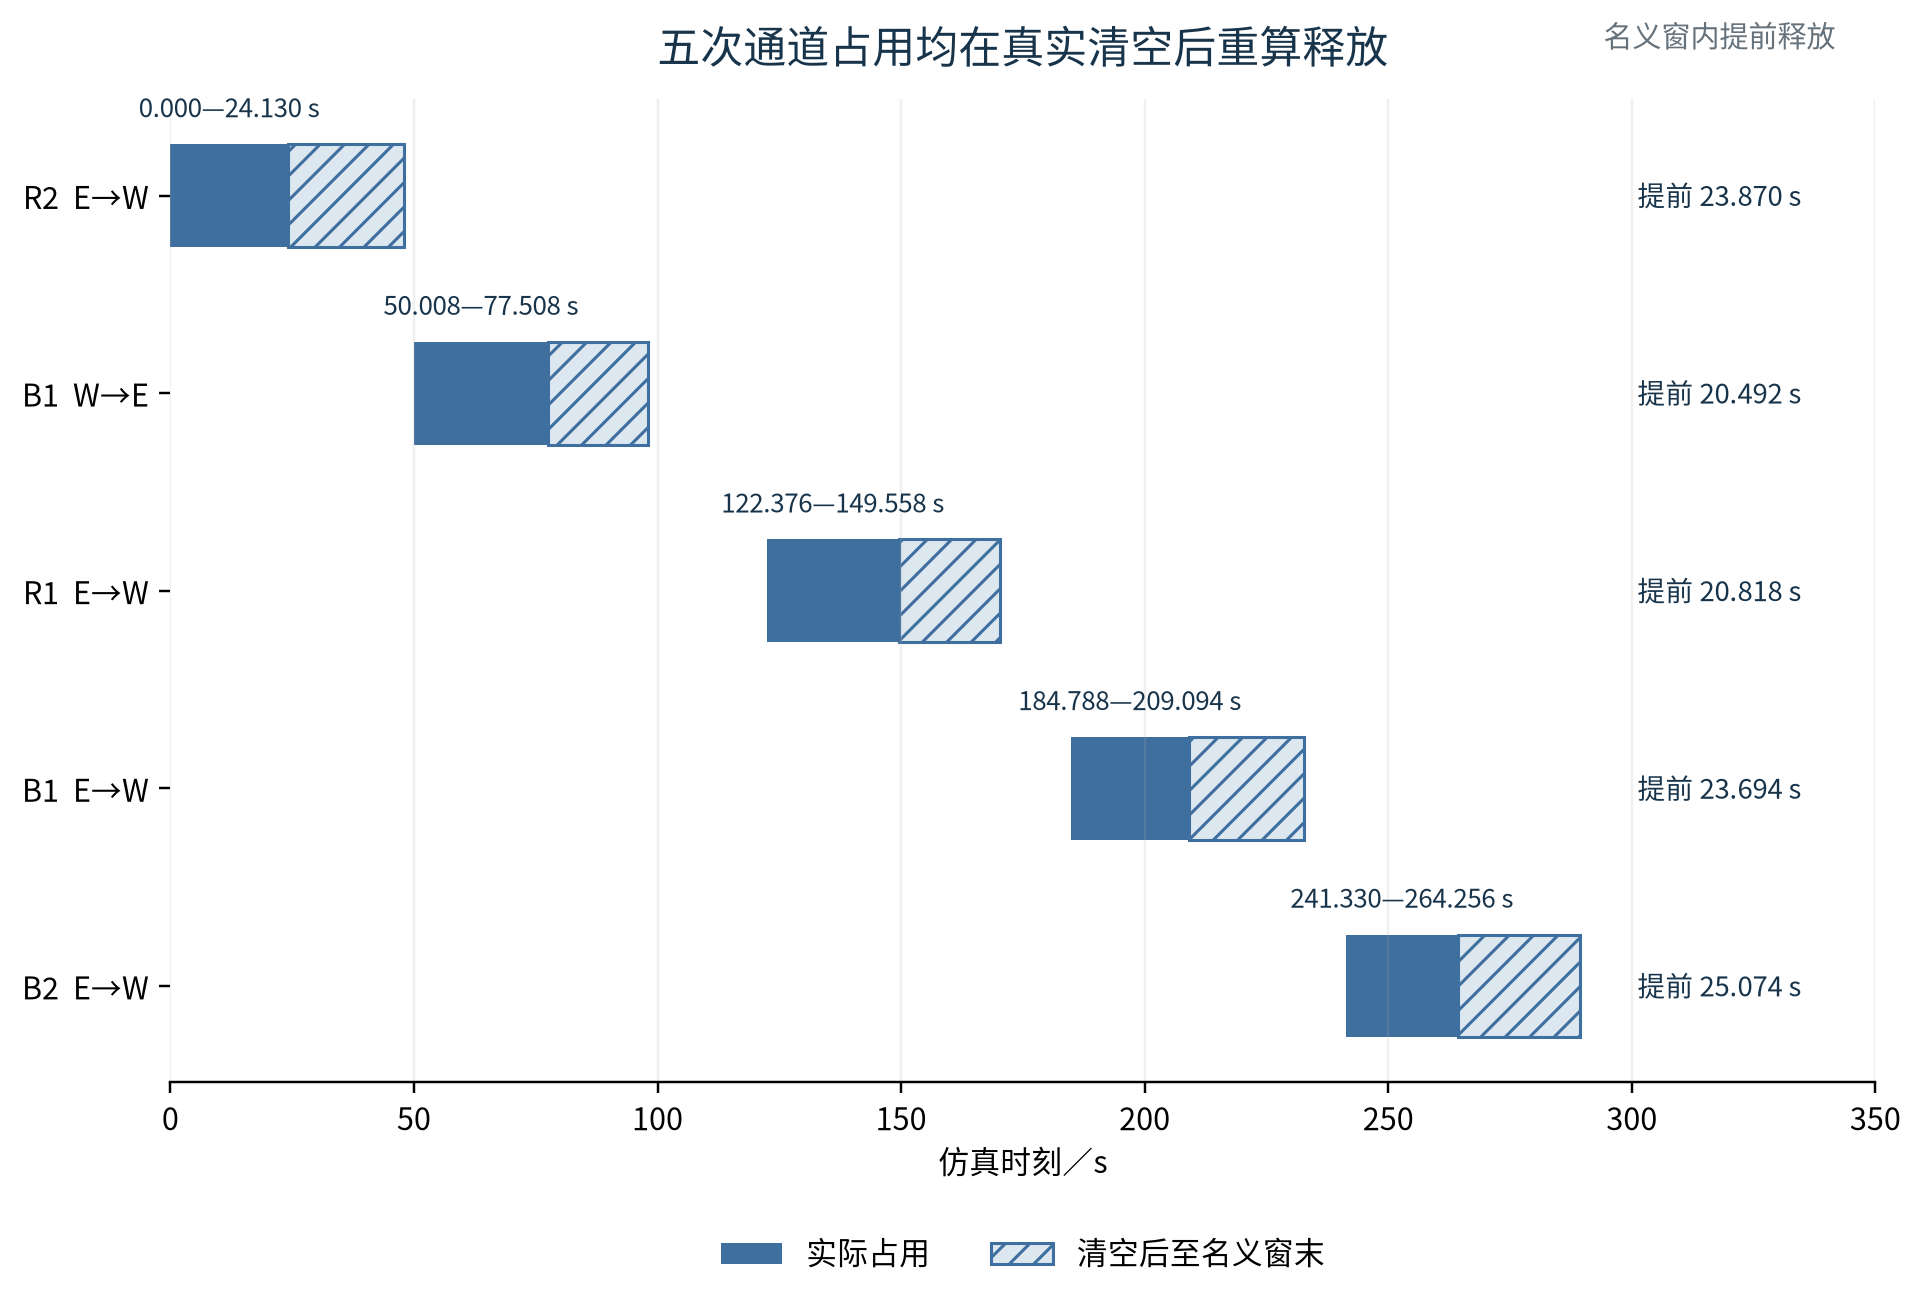 五次通道占用均在真实清空后重算释放
名义窗内提前释放
0.000—24.130 s
R2 E→W
提前 23.870 s
50.008—77.508 s
B1 W→E
提前 20.492 s
122.376—149.558 s
R1 E→W
提前 20.818 s
184.788—209.094 s
B1 E→W
提前 23.694 s
241.330—264.256 s
B2 E→W
提前 25.074 s
0 50 100 150 200 250 300 350
仿真时刻／s
实际占用 清空后至名义窗末